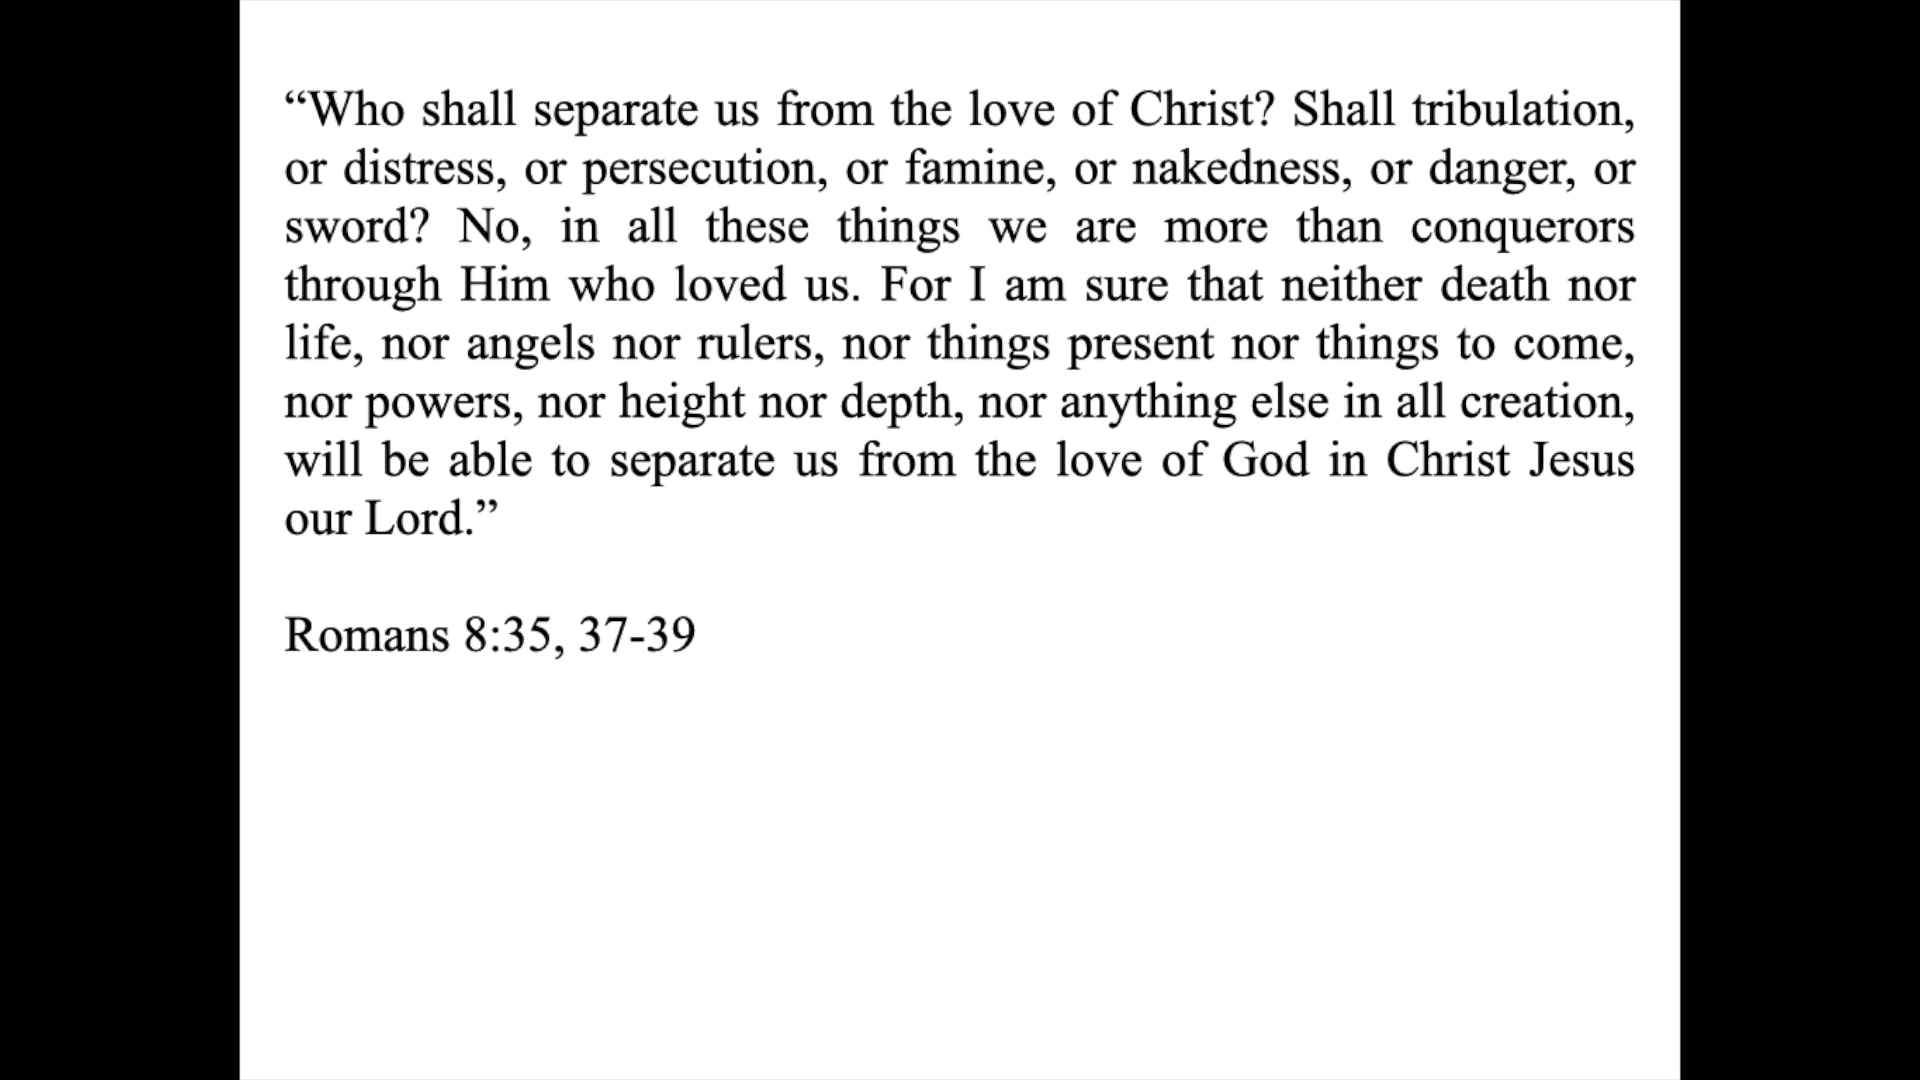 “Who shall separate us from the love of Christ? Shall tribulation,
or distress, or persecution, or famine, or nakedness, or danger, or
sword? No, in all these things we are more than conquerors
through Him who loved us. For I am sure that neither death nor
life, nor angels nor rulers, nor things present nor things to come,
nor powers, nor height nor depth, nor anything else in all creation,
will be able to separate us from the love of God in Christ Jesus
our Lord.”
Romans 8:35, 37-39